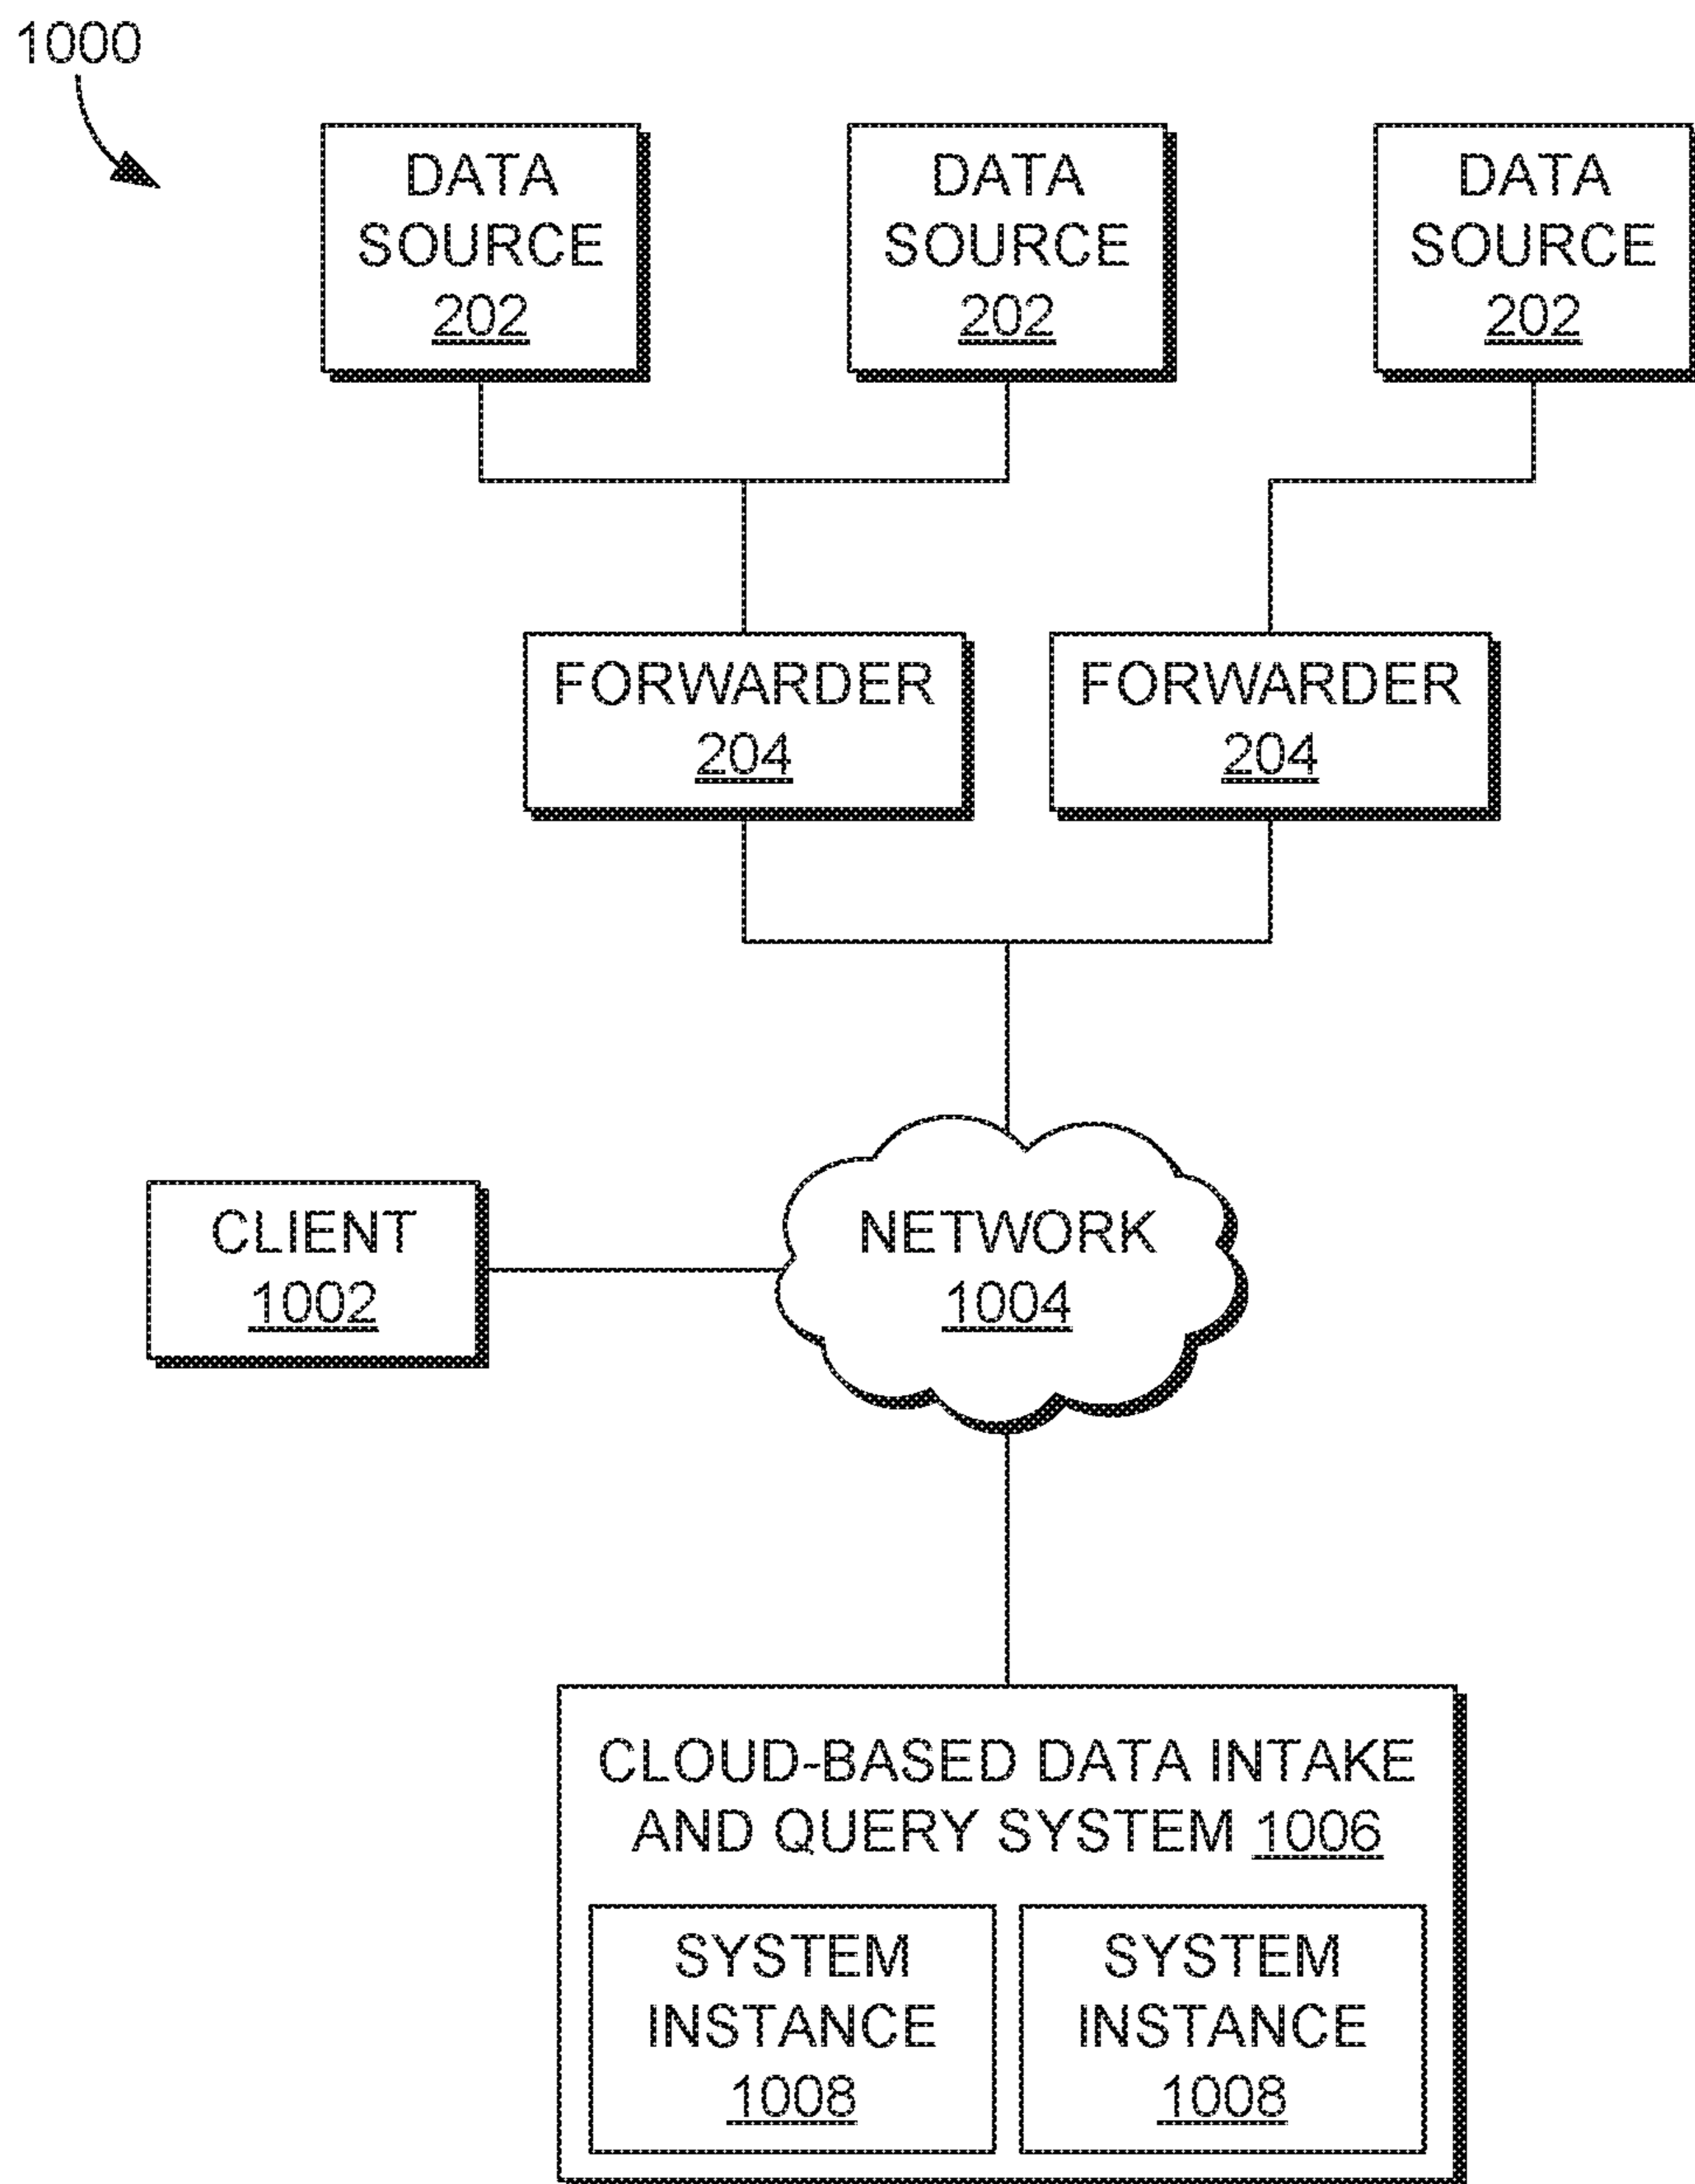 1000
DATA
SOURCE
202
DATA
SOURCE
202
DATA
SOURCE
202
FORWARDER
204
FORWARDER
204
CLIENT
1002
NETWORK
1004
CLOUD-BASED DATA INTAKE
AND QUERY SYSTEM 1006
SYSTEM
INSTANCE
1008
SYSTEM
INSTANCE
1008